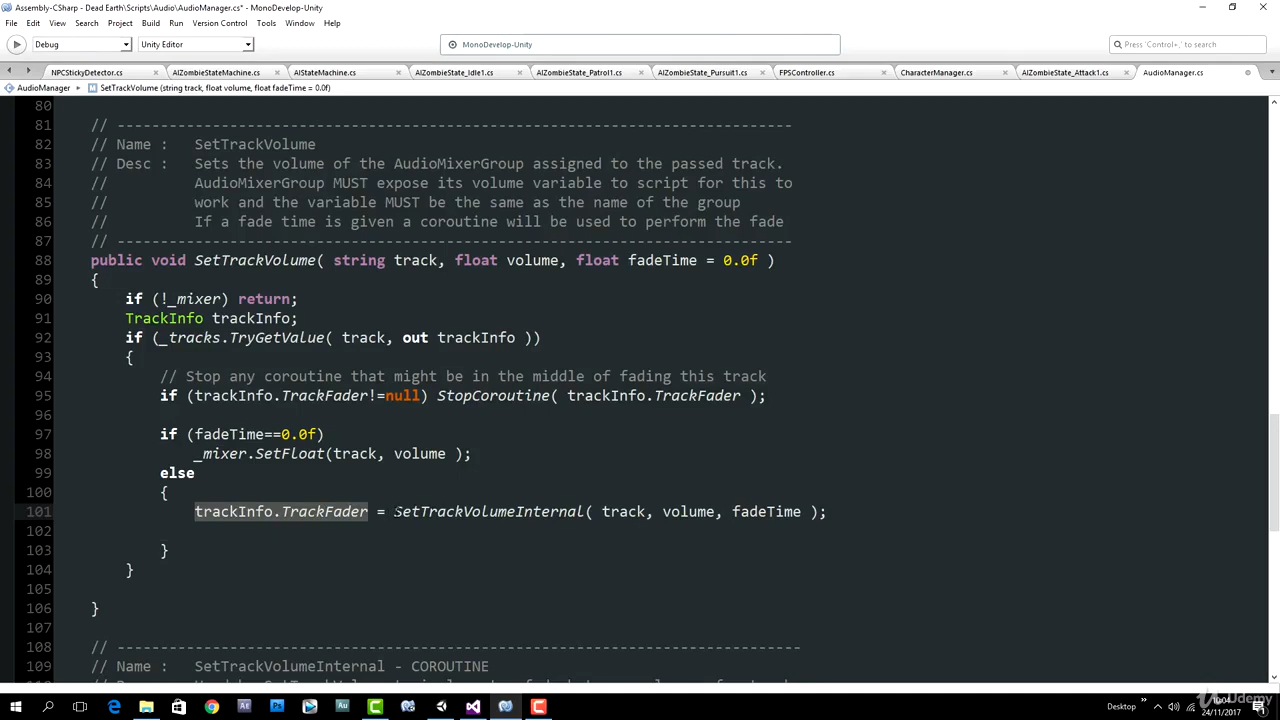 Assembly-CSharp - Dead Earth\Scripts\Audio\AudioManager.cs* - MonoDevelop-Unity
File Edit View Search Project Build Run Version Control Tools Window Help
Debug Unity Editor MonoDevelop-Unity Press 'Control+,' to search
NPCStickyDetector.cs AIZombieStateMachine.cs AIStateMachine.cs AIZombieState_Idle1.cs AIZombieState_Patrol1.cs AIZombieState_Pursuit1.cs FPSController.cs CharacterManager.cs AIZombieState_Attack1.cs AudioManager.cs
AudioManager SetTrackVolume (string track, float volume, float fadeTime = 0.0f)
80
81 // ------------------------------------------------------------------------------
82 // Name : SetTrackVolume
83 // Desc : Sets the volume of the AudioMixerGroup assigned to the passed track.
84 // AudioMixerGroup MUST expose its volume variable to script for this to
85 // work and the variable MUST be the same as the name of the group
86 // If a fade time is given a coroutine will be used to perform the fade
87 // ------------------------------------------------------------------------------
88 public void SetTrackVolume( string track, float volume, float fadeTime = 0.0f )
89 {
90 if (!_mixer) return;
91 TrackInfo trackInfo;
92 if (_tracks.TryGetValue( track, out trackInfo ))
93 {
94 // Stop any coroutine that might be in the middle of fading this track
95 if (trackInfo.TrackFader!=null) StopCoroutine( trackInfo.TrackFader );
96
97 if (fadeTime==0.0f)
98 _mixer.SetFloat(track, volume );
99 else
100 {
101 trackInfo.TrackFader = SetTrackVolumeInternal( track, volume, fadeTime );
102
103 }
104 }
105
106 }
107
108 // -------------------------------------------------------------------------------
109 // Name : SetTrackVolumeInternal - COROUTINE
Desktop 10:04
24/11/2017
Udemy